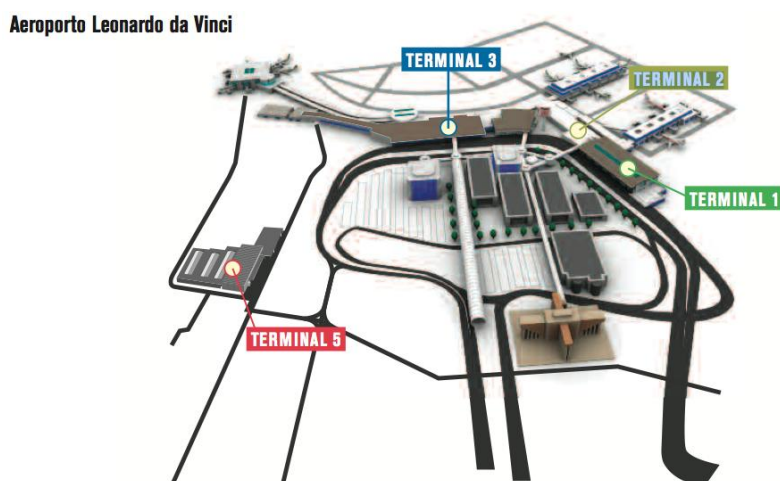 Aeroporto Leonardo da Vinci
TERMINAL 3
TERMINAL 2
TERMINAL 1
TERMINAL 5